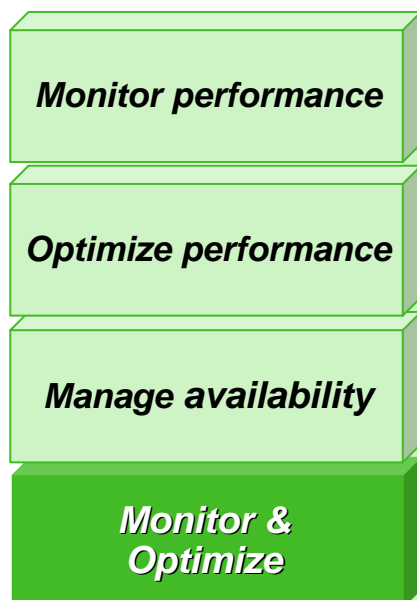 Monitor performance
Optimize performance
Manage availability
Monitor &
Optimize